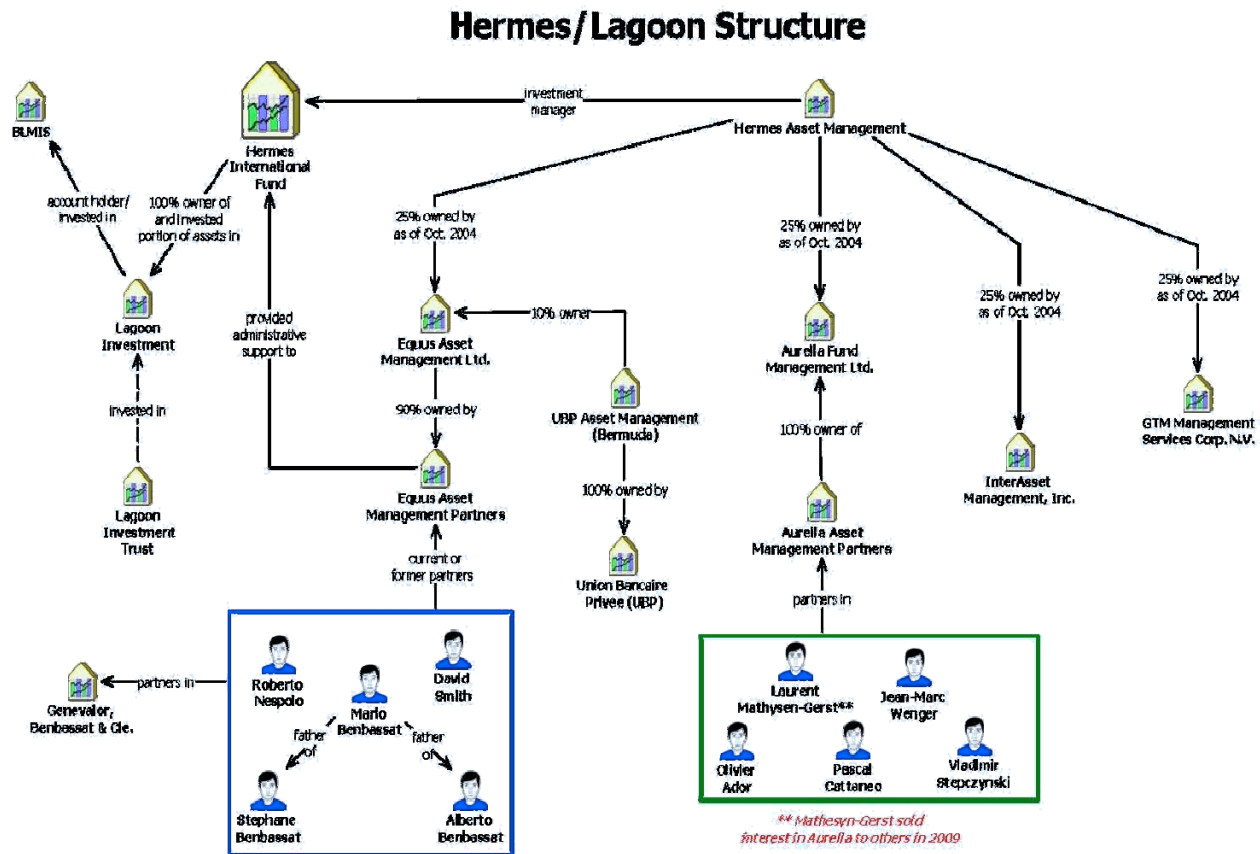 Hermes/Lagoon Structure
BLMIS
Hermes
International
Fund
investment
manager
Hermes Asset Management
account holder/
invested in
100% owner of
and invested
portion of assets in
25% owned by
as of Oct. 2004
25% owned by
as of Oct. 2004
25% owned by
as of Oct. 2004
25% owned by
as of Oct. 2004
Lagoon
Investment
provided
administrative
support to
Equus Asset
Management Ltd.
10% owner
Aurelia Fund
Management Ltd.
invested in
90% owned by
UBP Asset Management
(Bermuda)
100% owner of
GTM Management
Services Corp. N.V.
InterAsset
Management, Inc.
Lagoon
Investment
Trust
Equus Asset
Management Partners
100% owned by
Aurelia Asset
Management Partners
current or
former partners
Union Bancaire
Privee (UBP)
partners in
Genevalor,
Benbassat & Cie.
partners in
Roberto
Nespolo
David
Smith
Mario
Benbassat
father
of
father
of
Stephane
Benbassat
Alberto
Benbassat
Laurent
Mathysen-Gerst**
Jean-Marc
Wenger
Olivier
Ador
Pascal
Cattaneo
Vladimir
Stepczynski
** Mathesyn-Gerst sold
interest in Aurelia to others in 2009